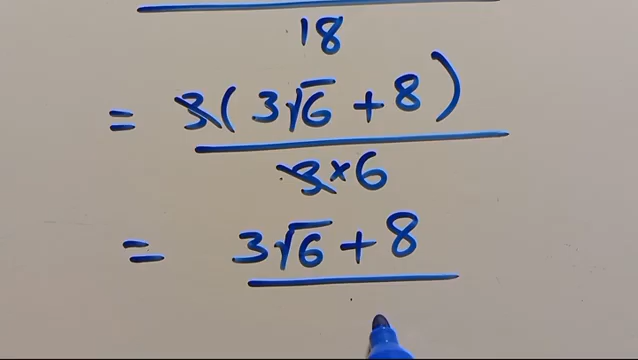 18
= 3(3√6 + 8)
3×6
= 3√6 + 8